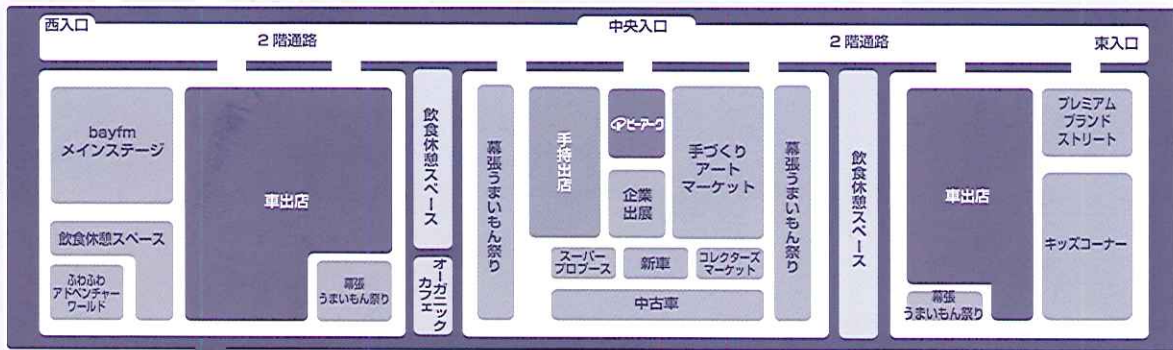 西入口
2階通路
中央入口
2階通路
東入口
bayfm
メインステージ
飲食休憩スペース
ふわふわ
アドベンチャー
ワールド
車出店
幕張
うまいもん祭り
飲食休憩スペース
オーガニック
カフェ
幕張うまいもん祭り
手持出店
ピーアーク
企業
出展
手づくり
アート
マーケット
スーパー
プロブース
新車
コレクターズ
マーケット
中古車
幕張うまいもん祭り
飲食休憩スペース
車出店
幕張
うまいもん祭り
プレミアム
ブランド
ストリート
キッズコーナー